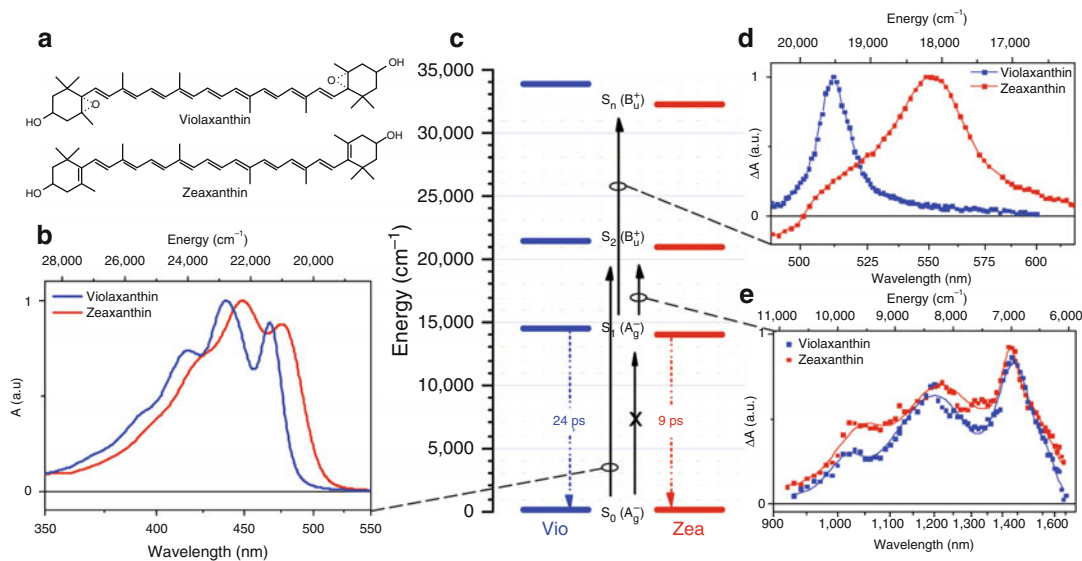 a
OH
O
O
HO
Violaxanthin
OH
HO
Zeaxanthin
b
Energy (cm⁻¹)
28,000 26,000 24,000 22,000 20,000
Violaxanthin
Zeaxanthin
1
A (a.u)
0
350 400 450 500 550
Wavelength (nm)
c
Energy (cm⁻¹)
35,000
30,000
25,000
20,000
15,000
10,000
5,000
0
Sₙ (Bᵤ⁺)
S₂ (Bᵤ⁺)
S₁ (A_g⁻)
24 ps
X
9 ps
S₀ (A_g⁻)
Vio
Zea
d
Energy (cm⁻¹)
20,000 19,000 18,000 17,000
Violaxanthin
Zeaxanthin
1
ΔA (a.u.)
0
500 525 550 575 600
Wavelength (nm)
e
Energy (cm⁻¹)
11,000 10,000 9,000 8,000 7,000 6,000
Violaxanthin
Zeaxanthin
1
ΔA (a.u.)
0
900 1,000 1,100 1,200 1,300 1,400 1,500 1,600
Wavelength (nm)